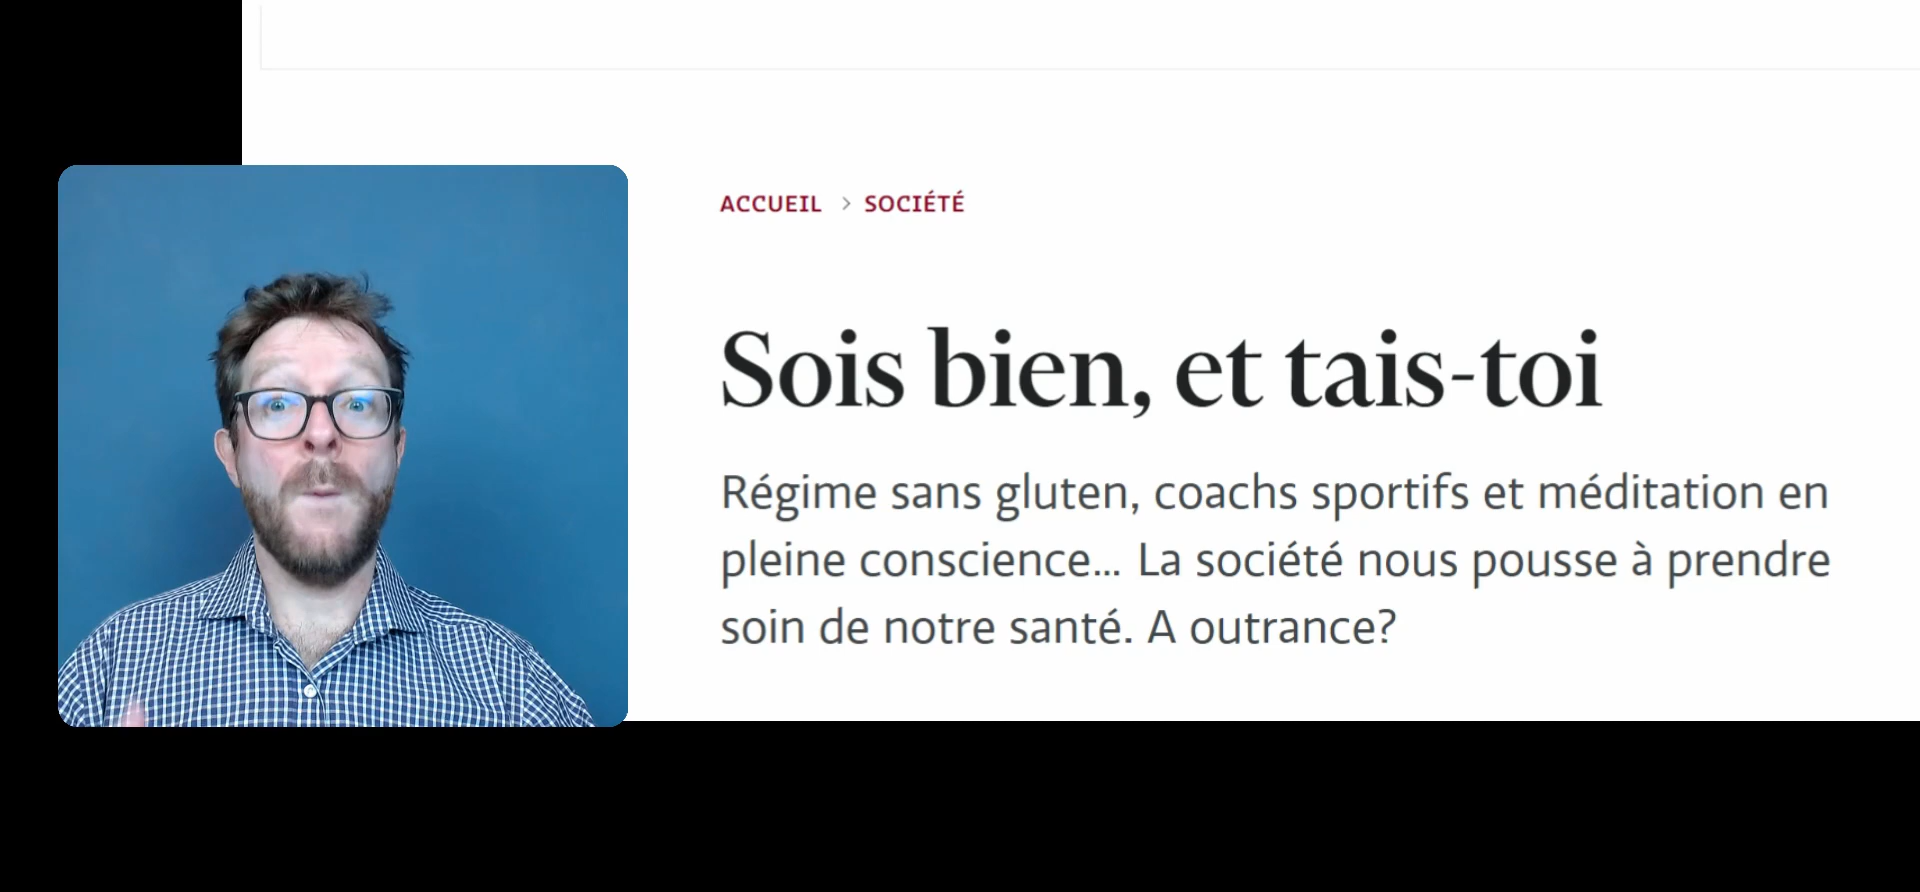 ACCUEIL > SOCIÉTÉ
Sois bien, et tais-toi
Régime sans gluten, coachs sportifs et méditation en
pleine conscience... La société nous pousse à prendre
soin de notre santé. A outrance?